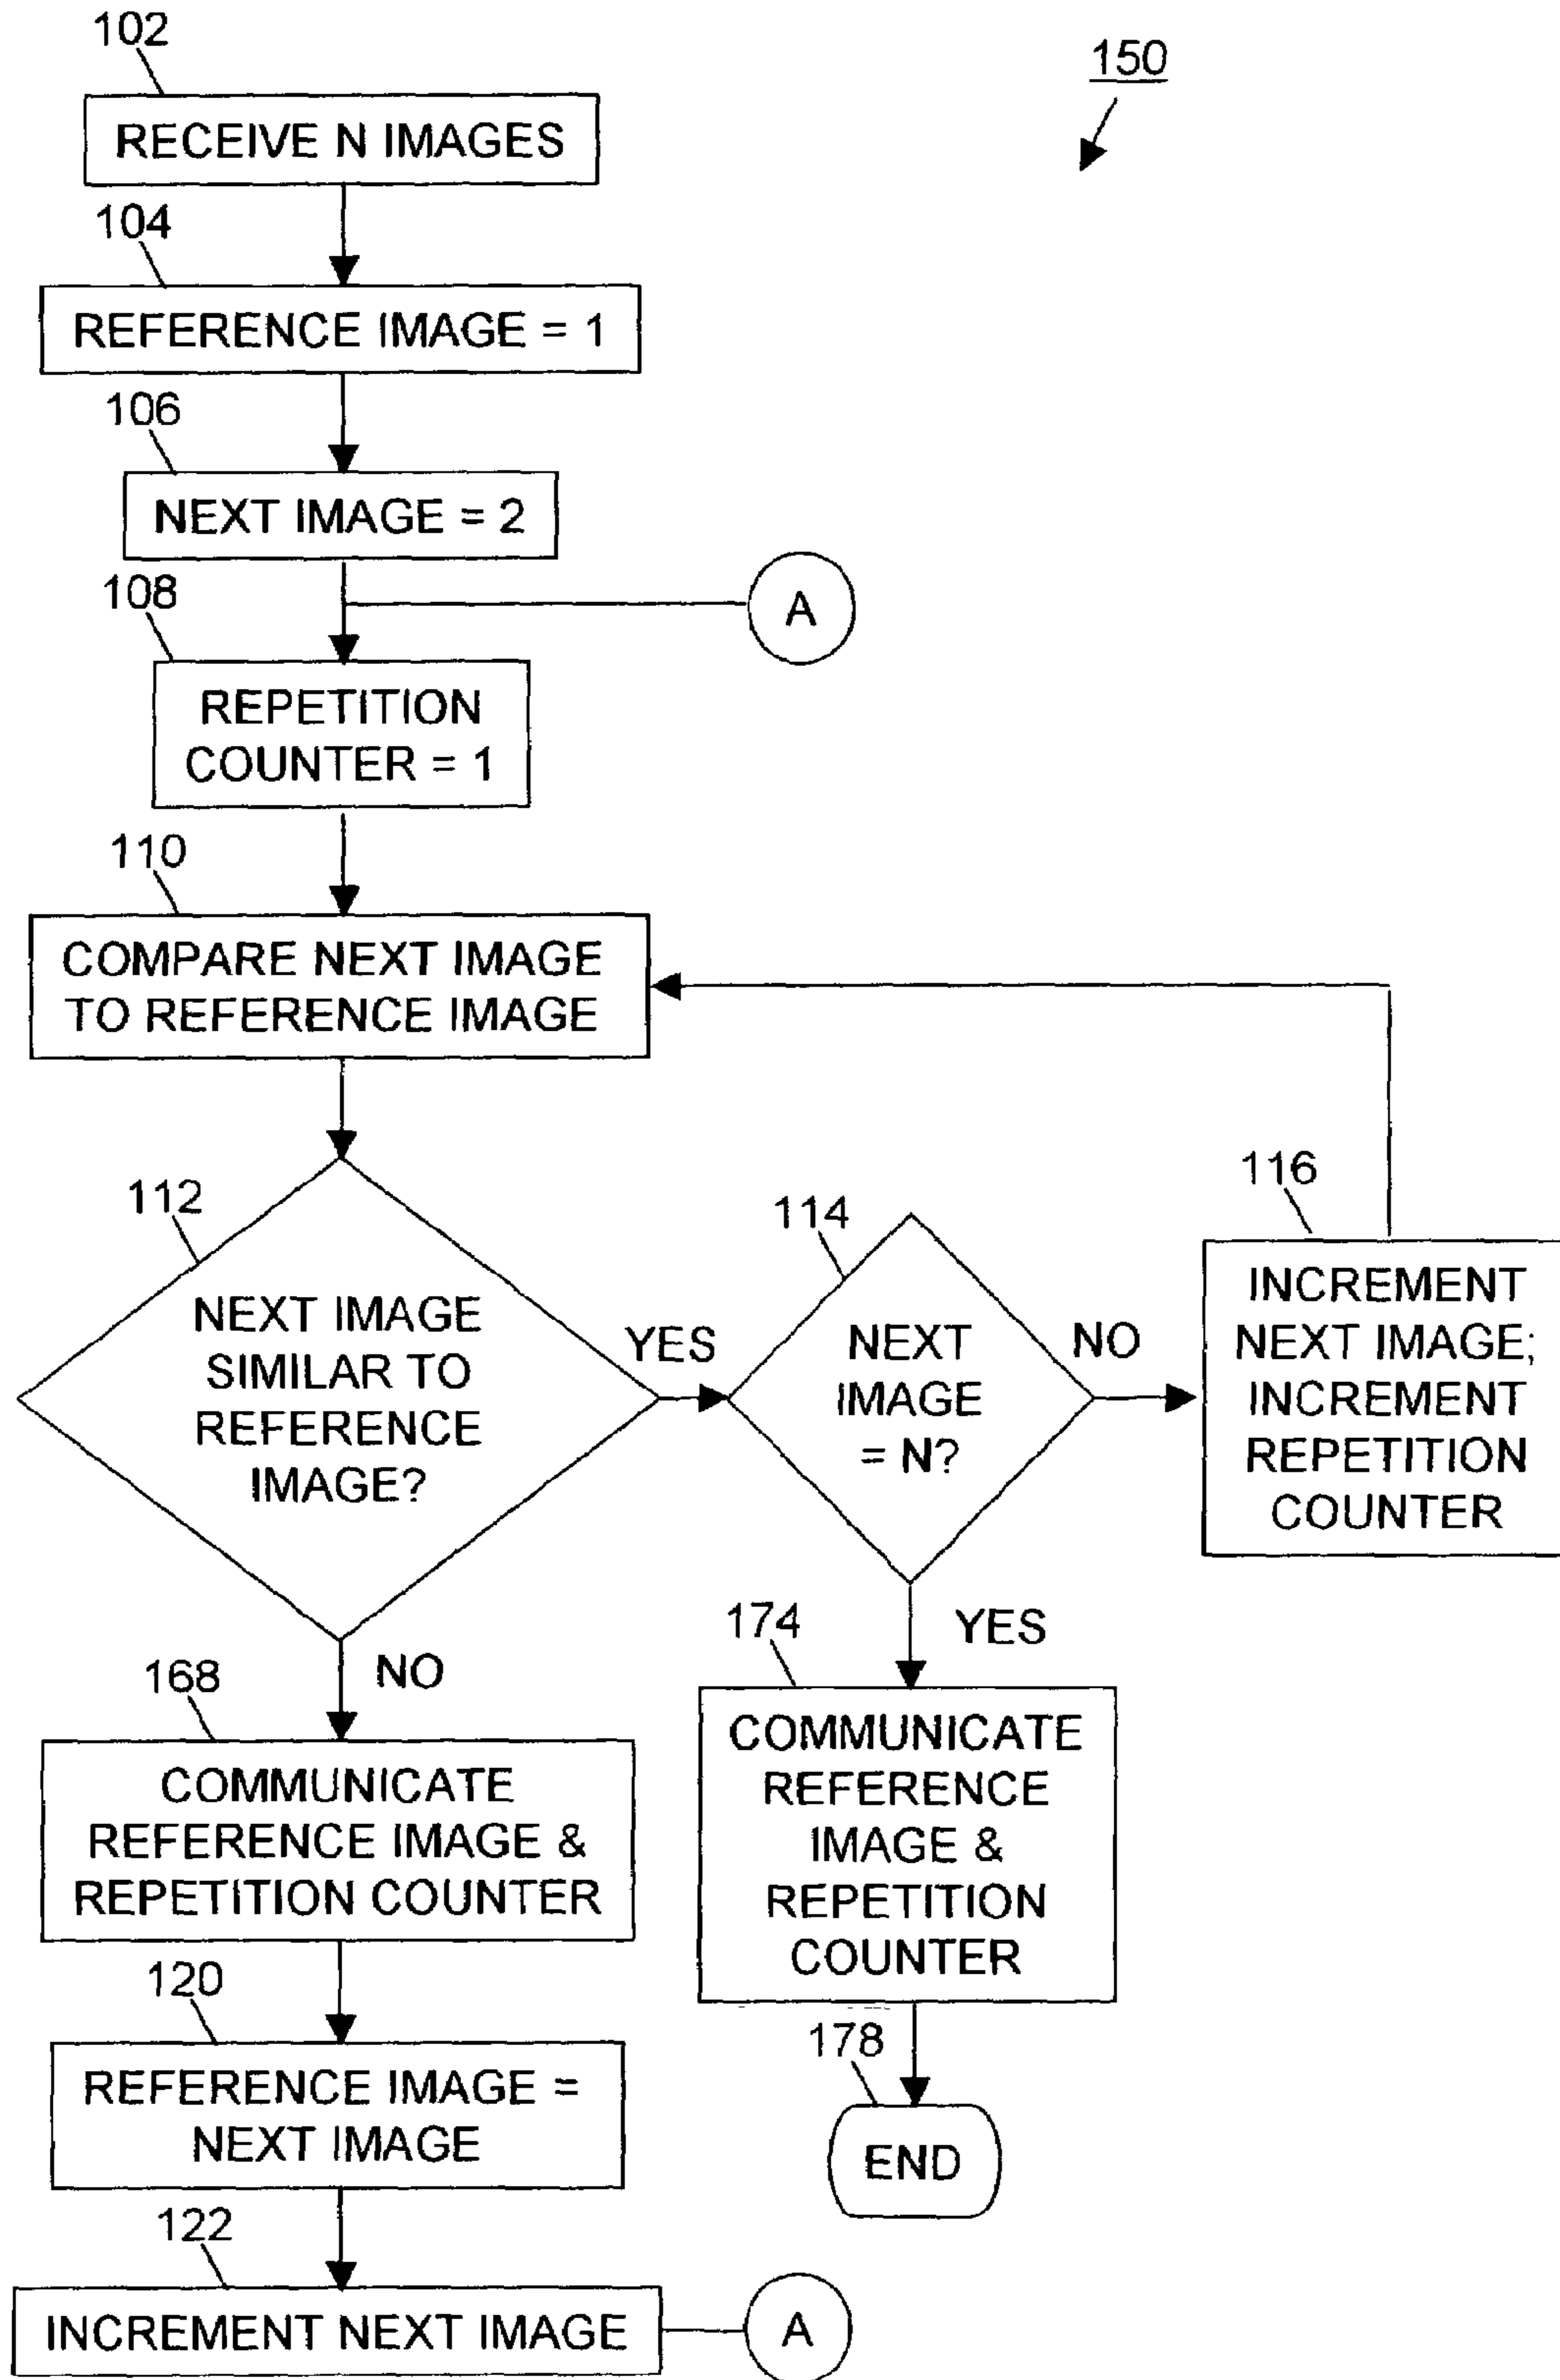 102
150
RECEIVE N IMAGES
104
REFERENCE IMAGE = 1
106
NEXT IMAGE = 2
108
A
REPETITION
COUNTER = 1
110
COMPARE NEXT IMAGE
TO REFERENCE IMAGE
112
NEXT IMAGE
SIMILAR TO
REFERENCE
IMAGE?
YES
114
NEXT
IMAGE
= N?
NO
116
INCREMENT
NEXT IMAGE;
INCREMENT
REPETITION
COUNTER
NO
168
COMMUNICATE
REFERENCE IMAGE &
REPETITION COUNTER
YES
174
COMMUNICATE
REFERENCE
IMAGE &
REPETITION
COUNTER
120
REFERENCE IMAGE =
NEXT IMAGE
178
END
122
INCREMENT NEXT IMAGE
A